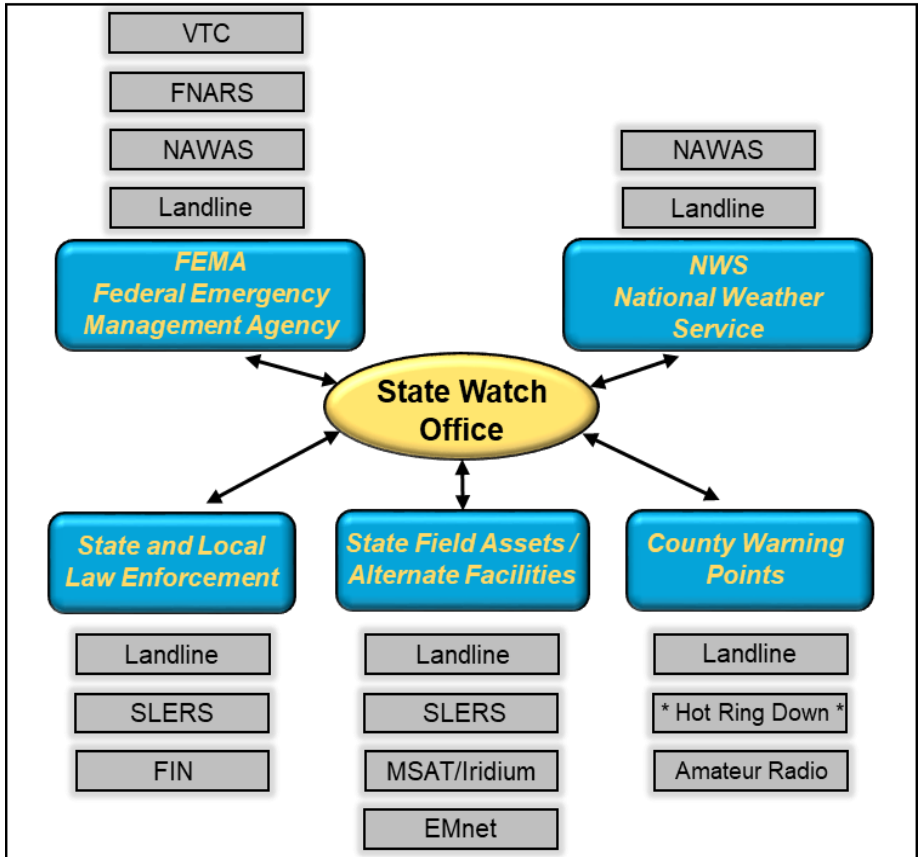 VTC
FNARS
NAWAS
Landline
FEMA
Federal Emergency
Management Agency
NAWAS
Landline
NWS
National Weather
Service
State Watch
Office
State and Local
Law Enforcement
Landline
SLERS
FIN
State Field Assets /
Alternate Facilities
Landline
SLERS
MSAT/Iridium
EMnet
County Warning
Points
Landline
* Hot Ring Down *
Amateur Radio